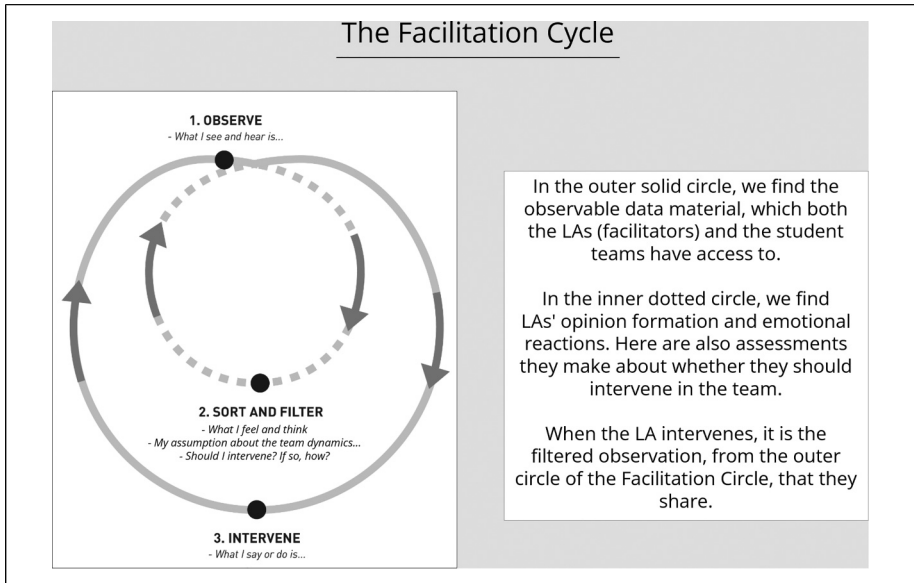 The Facilitation Cycle
1. OBSERVE
- What I see and hear is...
2. SORT AND FILTER
- What I feel and think
- My assumption about the team dynamics...
- Should I intervene? If so, how?
3. INTERVENE
- What I say or do is...
In the outer solid circle, we find the
observable data material, which both
the LAs (facilitators) and the student
teams have access to.
In the inner dotted circle, we find
LAs' opinion formation and emotional
reactions. Here are also assessments
they make about whether they should
intervene in the team.
When the LA intervenes, it is the
filtered observation, from the outer
circle of the Facilitation Circle, that they
share.